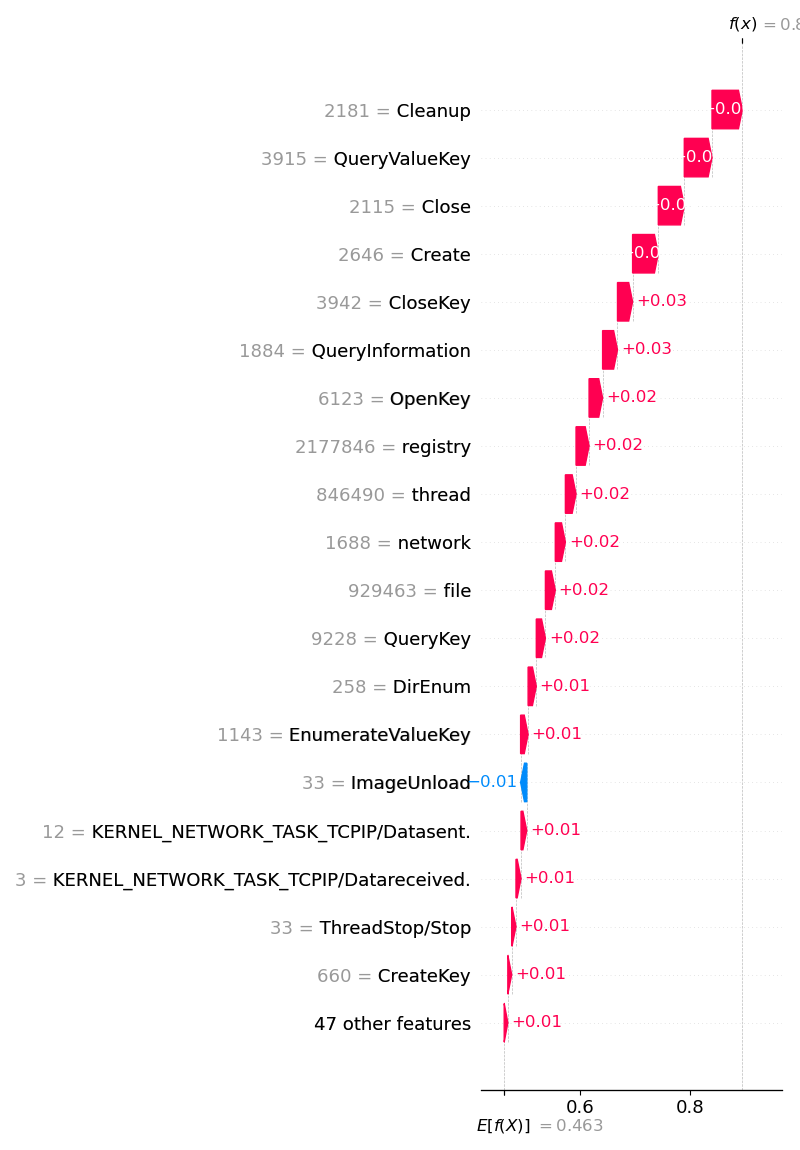 f(x) = 0.8
2181 = Cleanup
3915 = QueryValueKey
2115 = Close
2646 = Create
3942 = CloseKey +0.03
1884 = QueryInformation +0.03
6123 = OpenKey +0.02
2177846 = registry +0.02
846490 = thread +0.02
1688 = network +0.02
929463 = file +0.02
9228 = QueryKey +0.02
258 = DirEnum +0.01
1143 = EnumerateValueKey +0.01
33 = ImageUnload −0.01
12 = KERNEL_NETWORK_TASK_TCPIP/Datasent. +0.01
3 = KERNEL_NETWORK_TASK_TCPIP/Datareceived. +0.01
33 = ThreadStop/Stop +0.01
660 = CreateKey +0.01
47 other features +0.01
0.6 0.8
E[f(X)] = 0.463